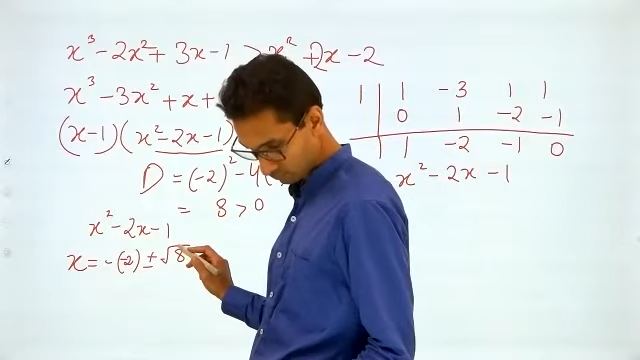 x³ - 2x² + 3x - 1 > x² + 2x - 2
x³ - 3x² + x +
(x-1)(x² - 2x - 1)
D = (-2)² - 4(
= 8 > 0
x² - 2x - 1
x = -(-2) ± √8
1 | 1 -3 1 1
0 1 -2 -1
1 -2 -1 0
x² - 2x - 1